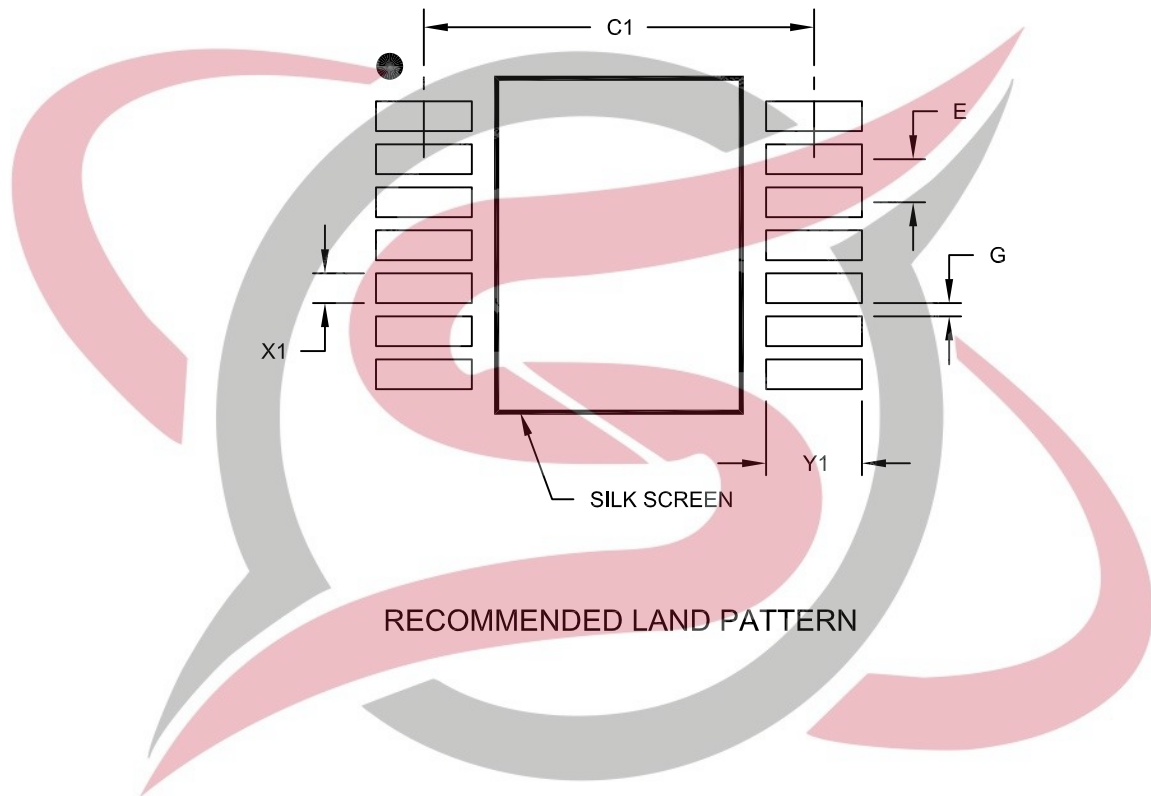 C1
E
G
X1
Y1
SILK SCREEN
RECOMMENDED LAND PATTERN